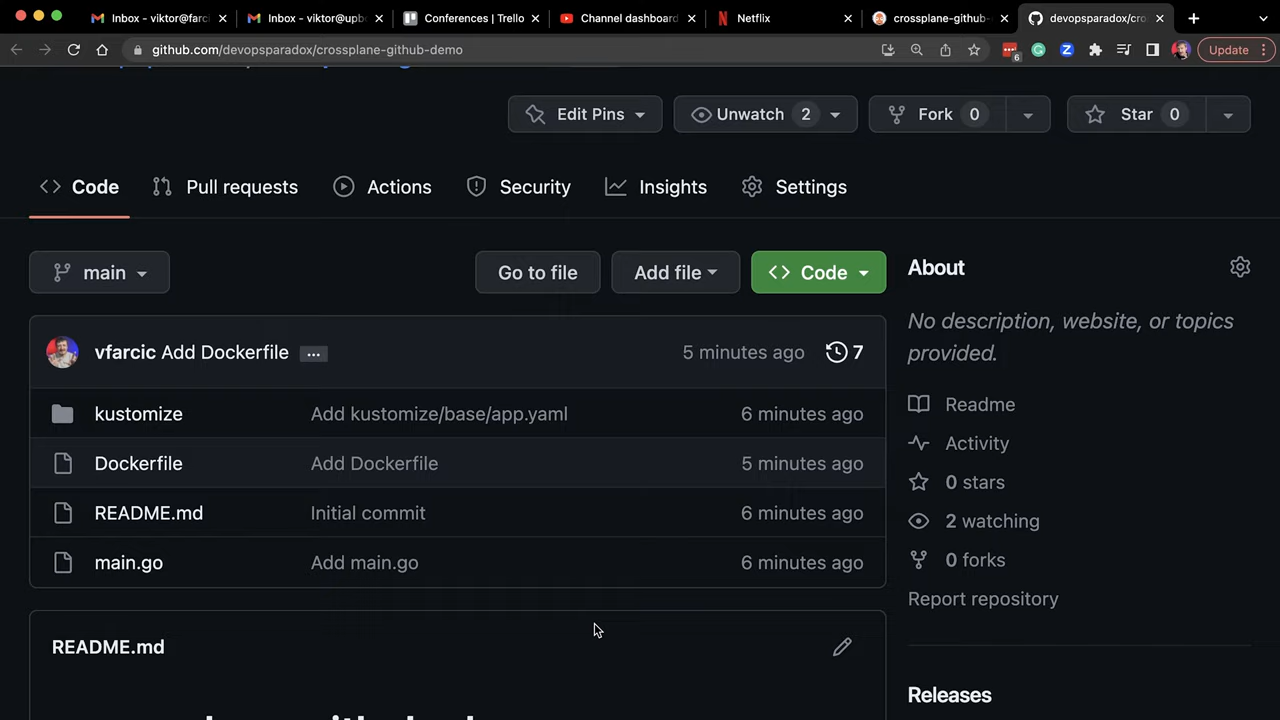 Inbox - viktor@farci
Inbox - viktor@upb
Conferences | Trello
Channel dashboard
Netflix
crossplane-github-
devopsparadox/cro
github.com/devopsparadox/crossplane-github-demo
6
Update
Edit Pins
Unwatch 2
Fork 0
Star 0
Code
Pull requests
Actions
Security
Insights
Settings
main
Go to file
Add file
Code
About
No description, website, or topics
provided.
vfarcic Add Dockerfile ...
5 minutes ago
7
kustomize
Add kustomize/base/app.yaml
6 minutes ago
Dockerfile
Add Dockerfile
5 minutes ago
README.md
Initial commit
6 minutes ago
main.go
Add main.go
6 minutes ago
Readme
Activity
0 stars
2 watching
0 forks
Report repository
README.md
Releases